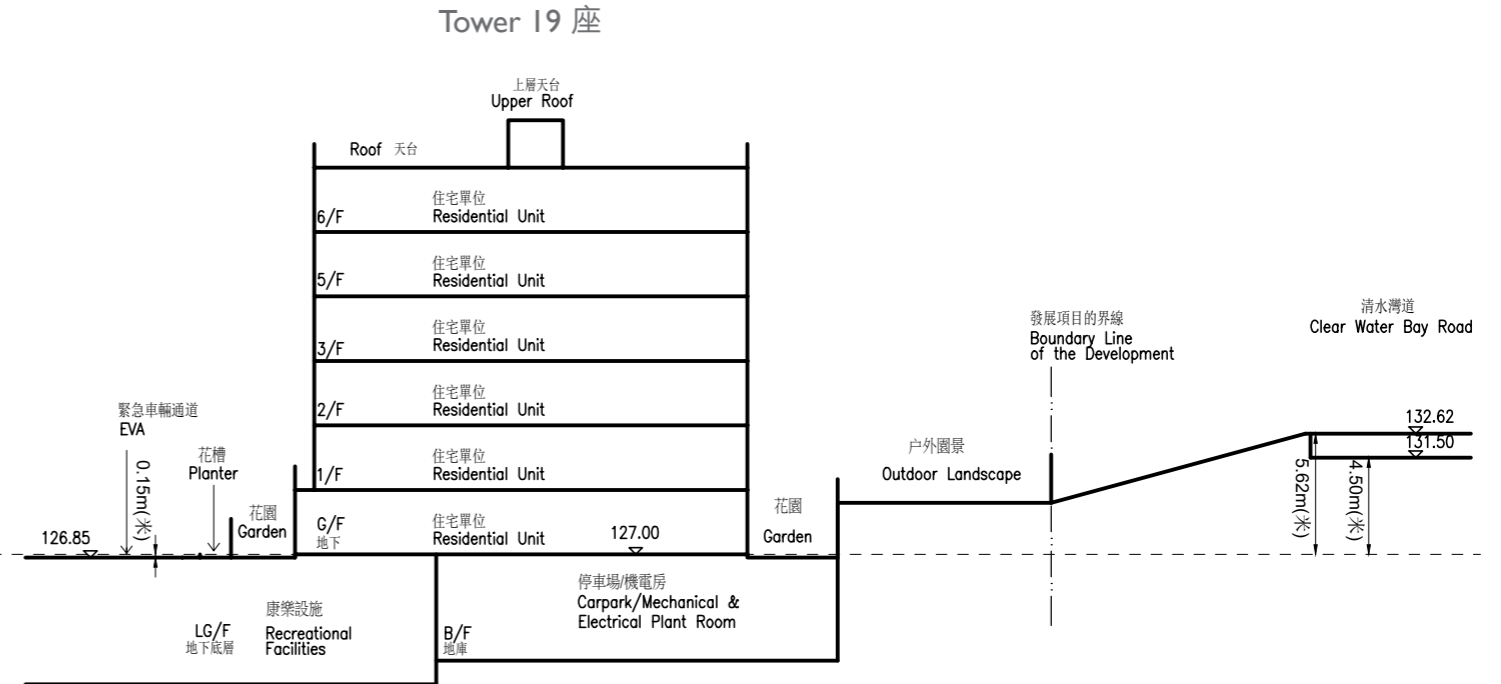 Tower 19 座
上層天台
Upper Roof
Roof 天台
6/F
住宅單位
Residential Unit
5/F
住宅單位
Residential Unit
3/F
住宅單位
Residential Unit
2/F
住宅單位
Residential Unit
1/F
住宅單位
Residential Unit
G/F
地下
住宅單位
Residential Unit
127.00
緊急車輛通道
EVA
0.15m(米)
花槽
Planter
花園
Garden
126.85
花園
Garden
户外園景
Outdoor Landscape
發展項目的界線
Boundary Line
of the Development
清水灣道
Clear Water Bay Road
132.62
131.50
5.62m(米)
4.50m(米)
康樂設施
LG/F
地下底層
Recreational
Facilities
B/F
地庫
停車場/機電房
Carpark/Mechanical &
Electrical Plant Room